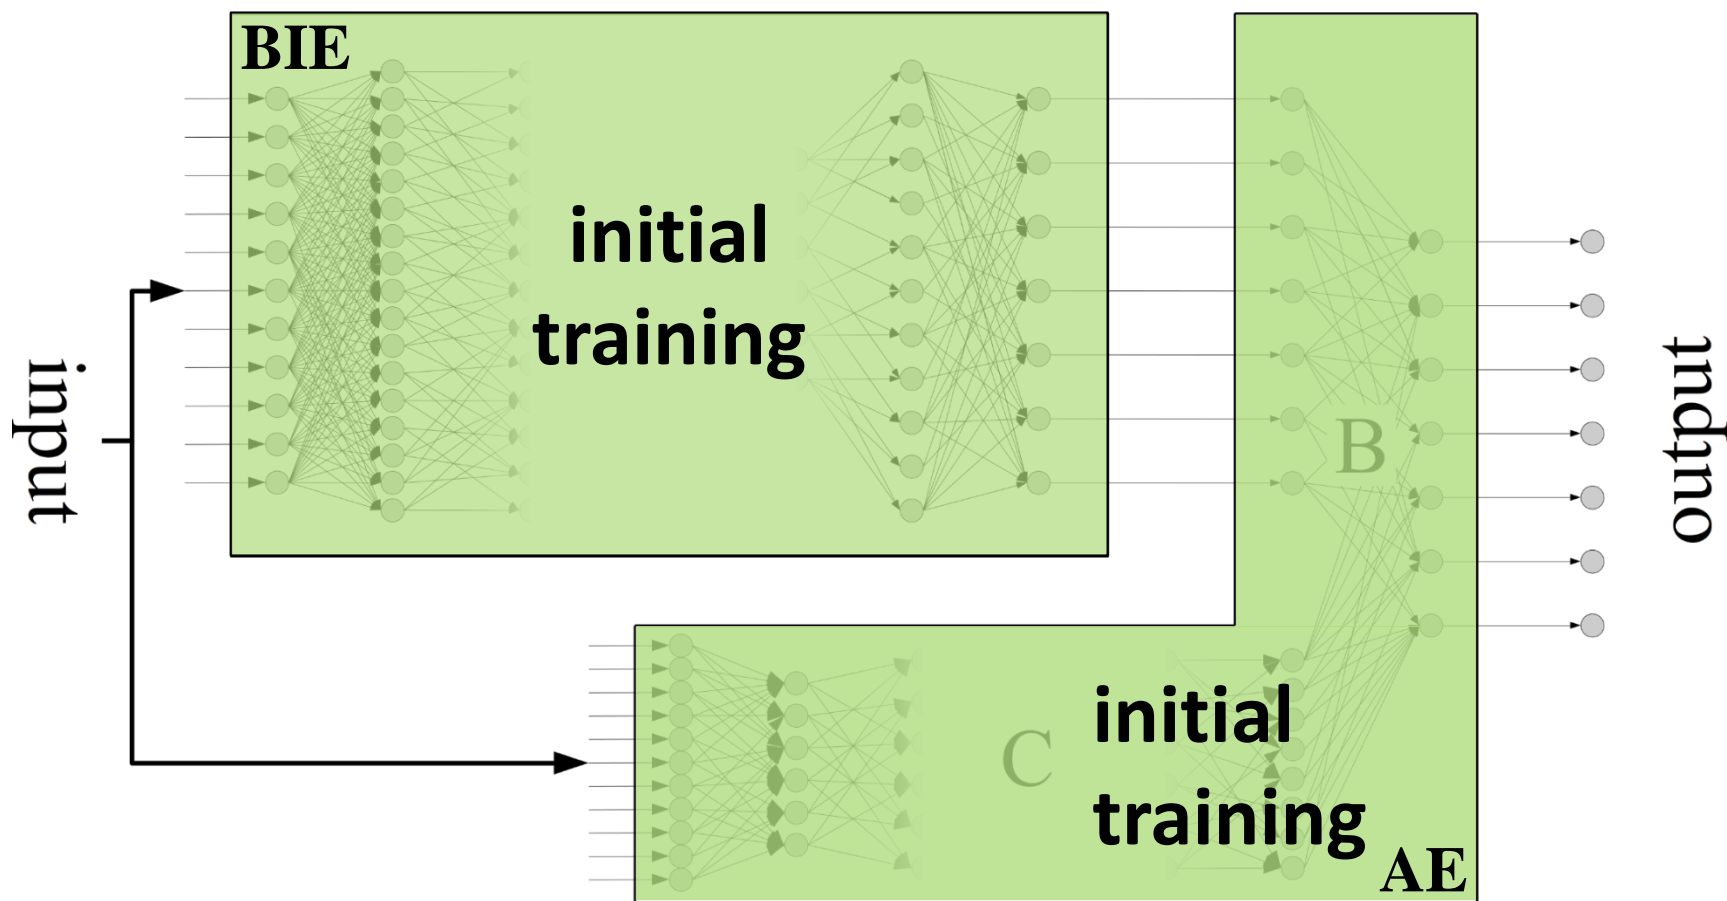 BIE
initial
training
input
output
B
C
initial
training
AE